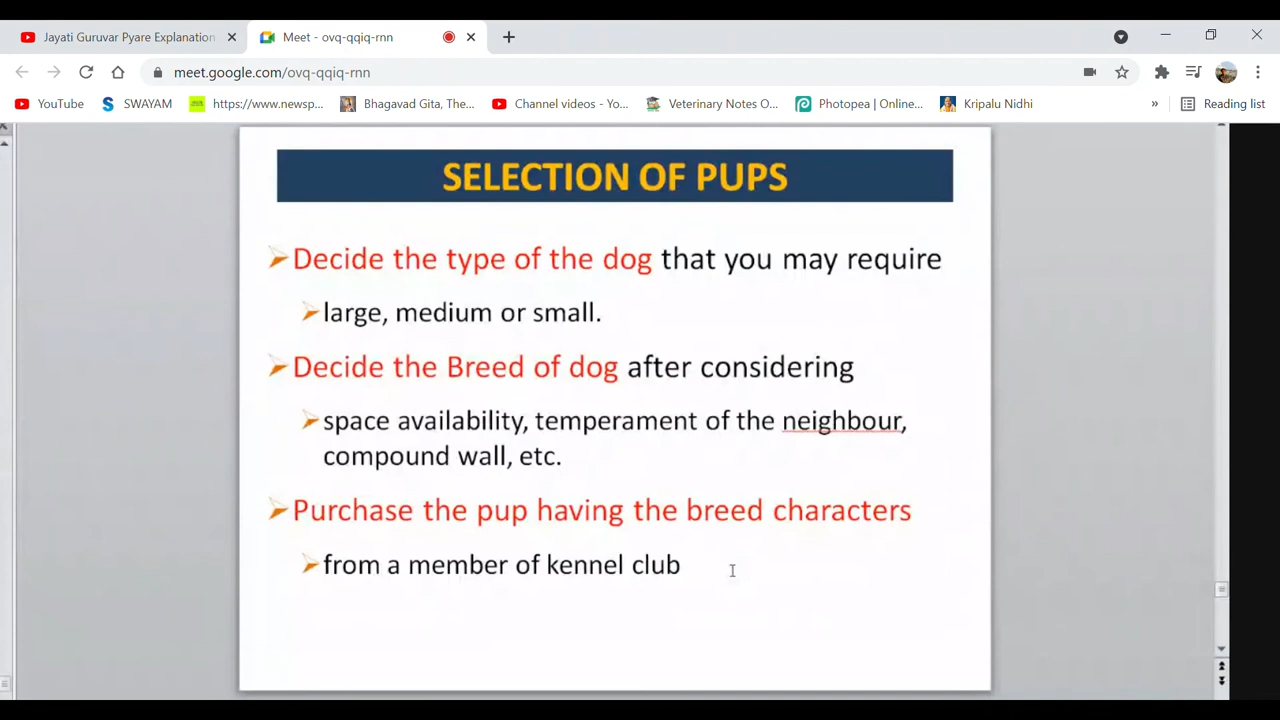 Jayati Guruvar Pyare Explanation
Meet - ovq-qqiq-rnn
meet.google.com/ovq-qqiq-rnn
YouTube
SWAYAM
https://www.newsp...
Bhagavad Gita, The...
Channel videos - Yo...
Veterinary Notes O...
Photopea | Online...
Kripalu Nidhi
»
Reading list
SELECTION OF PUPS
Decide the type of the dog that you may require
large, medium or small.
Decide the Breed of dog after considering
space availability, temperament of the neighbour,
compound wall, etc.
Purchase the pup having the breed characters
from a member of kennel club